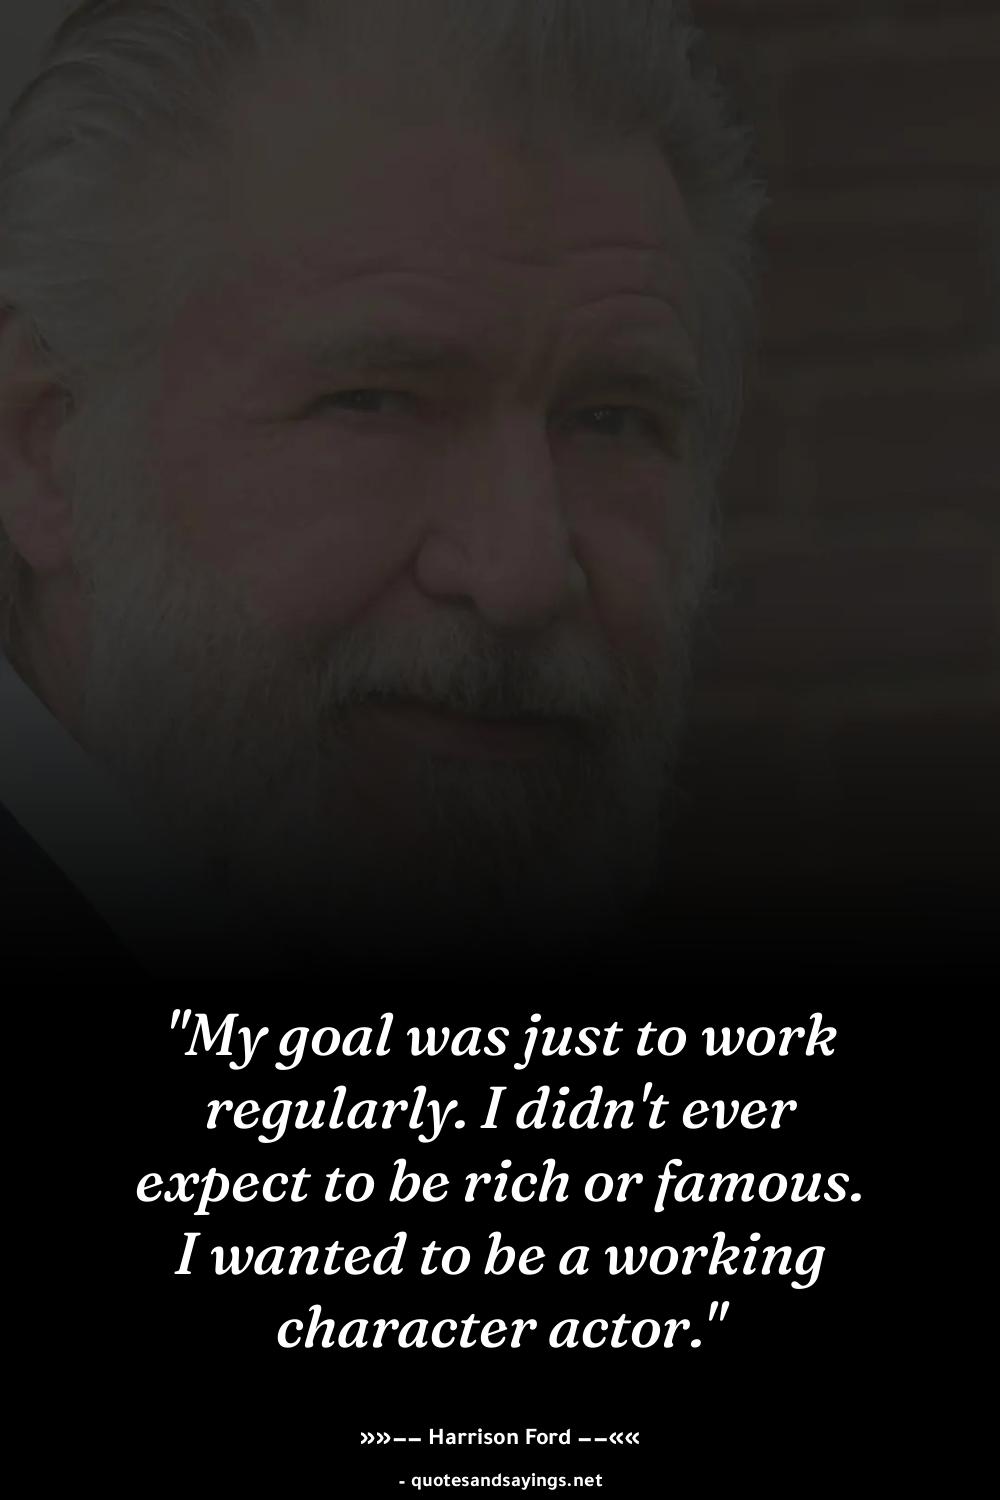 "My goal was just to work
regularly. I didn't ever
expect to be rich or famous.
I wanted to be a working
character actor."
»»−− Harrison Ford −−««
- quotesandsayings.net